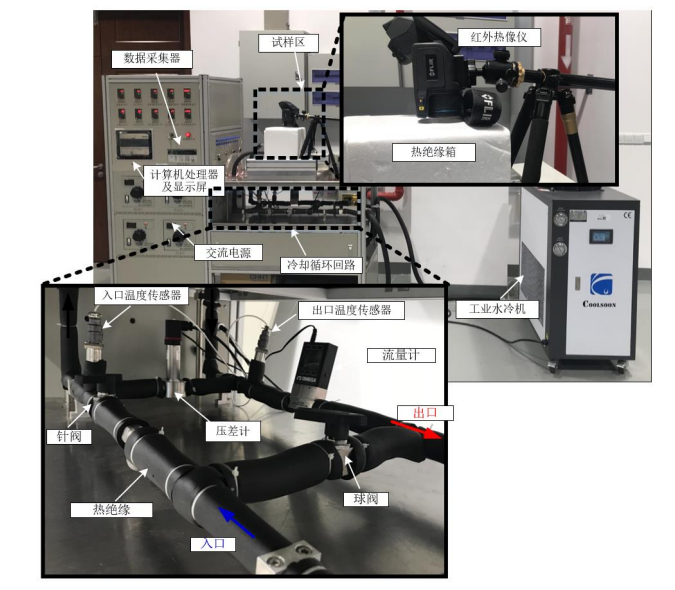 试样区
红外热像仪
数据采集器
FLIR
FLIR
热绝缘箱
计算机处理器
及显示屏
交流电源
冷却循环回路
CE
工业水冷机
COOLSOON
入口温度传感器
出口温度传感器
流量计
OMEGA
出口
针阀
压差计
热绝缘
球阀
入口